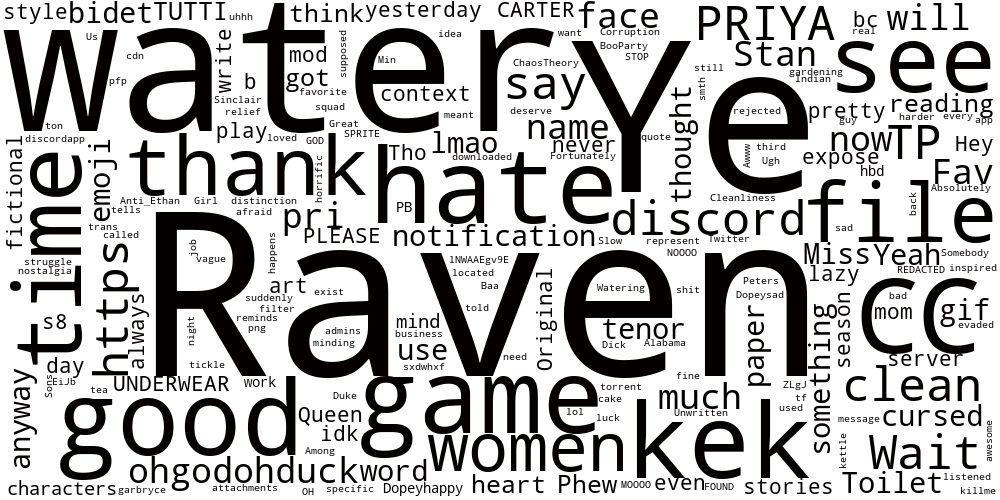 style bidet TUTTI uhhh think yesterday CARTER face PRIYA bc real will
Us water idea want Corruption Ye Stan see
cdn write mod supposed Min BooParty STOP
pfp b got favorite context ChaosTheory say still gardening Indian
Sinclair relief squad meant deserve smth rejected pretty reading
ton play loved Great SPRITE GOD name quote thought guy harder every app
discordapp fictional emoji thank horrific lmao never Awww third now TP Hey
time Tho downloaded Fortunately Ugh expose hbd Fav
hate Absolutely
Anti_Ethan Girl distinction PB Cleanliness file back
tells afraid pri discord sad
trans called PLEASE notification Slow represent Twitter Miss Yeah Somebody
struggle nostalgia https job vague happens 1NWAAEgv9E NOOOO lazy REDACTED inspired
Raven located Baa Peters
art exist Original Watering shit Dopeysad CC bad mom gif
s8 always suddenly filter told season evaded
reminds png night admins minding mind business tenor paper something
day use Dick Alabama server
EiJb Sons tickle sxdwhxf need
anyway tea UNDERWEAR work game fine ZLgJ clean
good Duke torrent cake much tf used
Queen lol luck Unwritten message cursed
idk women kek kettle Wait awesome
Among
ohgodohduck word
characters garbryce attachments OH specific Dopeyhappy heart Phew MOOOO even FOUND stories Toilet listened killme